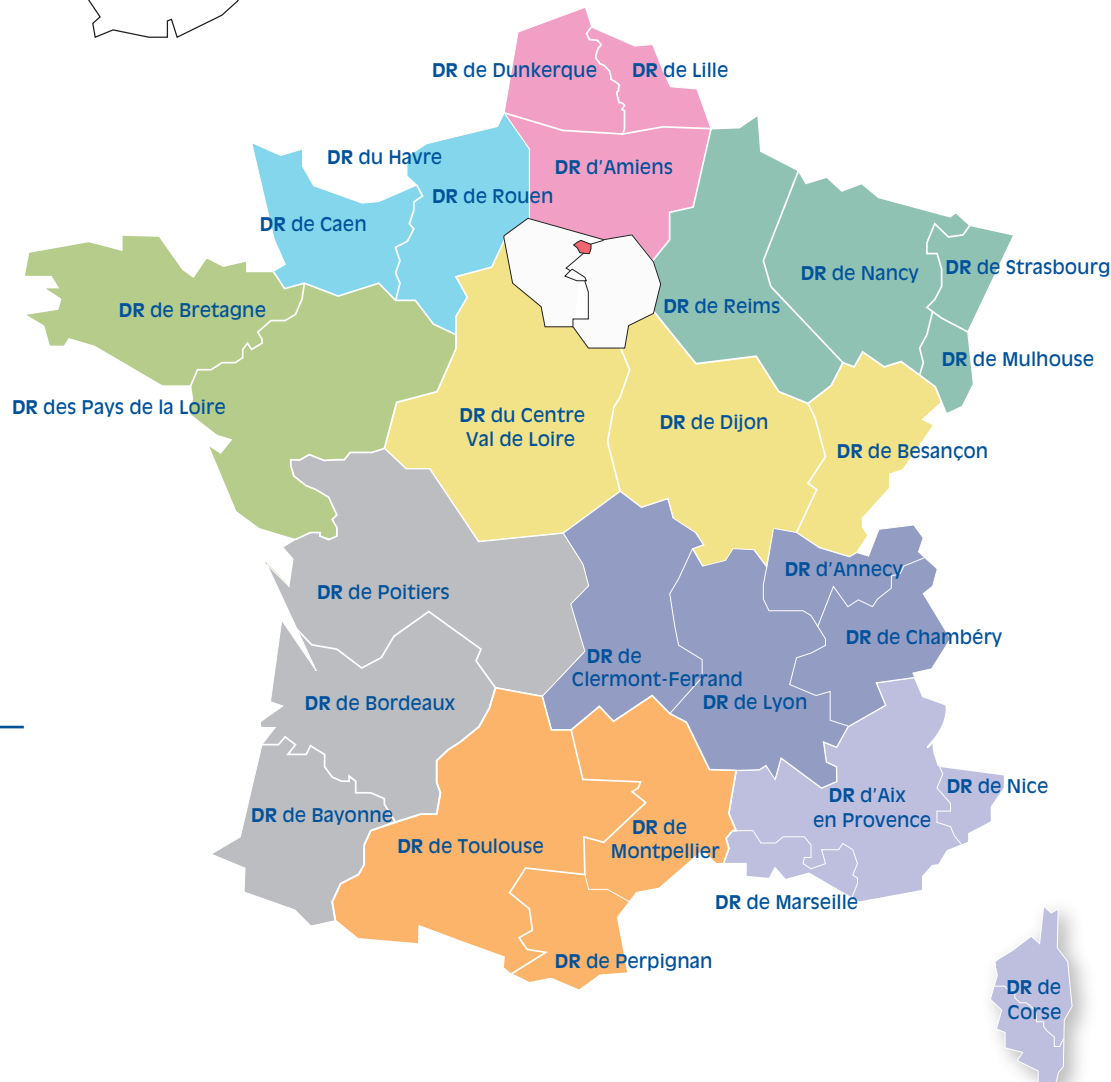 DR de Dunkerque
DR de Lille
DR du Havre
DR d’Amiens
DR de Rouen
DR de Caen
DR de Nancy
DR de Strasbourg
DR de Bretagne
DR de Reims
DR de Mulhouse
DR des Pays de la Loire
DR du Centre
Val de Loire
DR de Dijon
DR de Besançon
DR d’Annecy
DR de Poitiers
DR de Chambéry
DR de
Clermont-Ferrand
DR de Bordeaux
DR de Lyon
DR de Nice
DR d’Aix
en Provence
DR de Bayonne
DR de Toulouse
DR de
Montpellier
DR de Marseille
DR de Perpignan
DR de
Corse